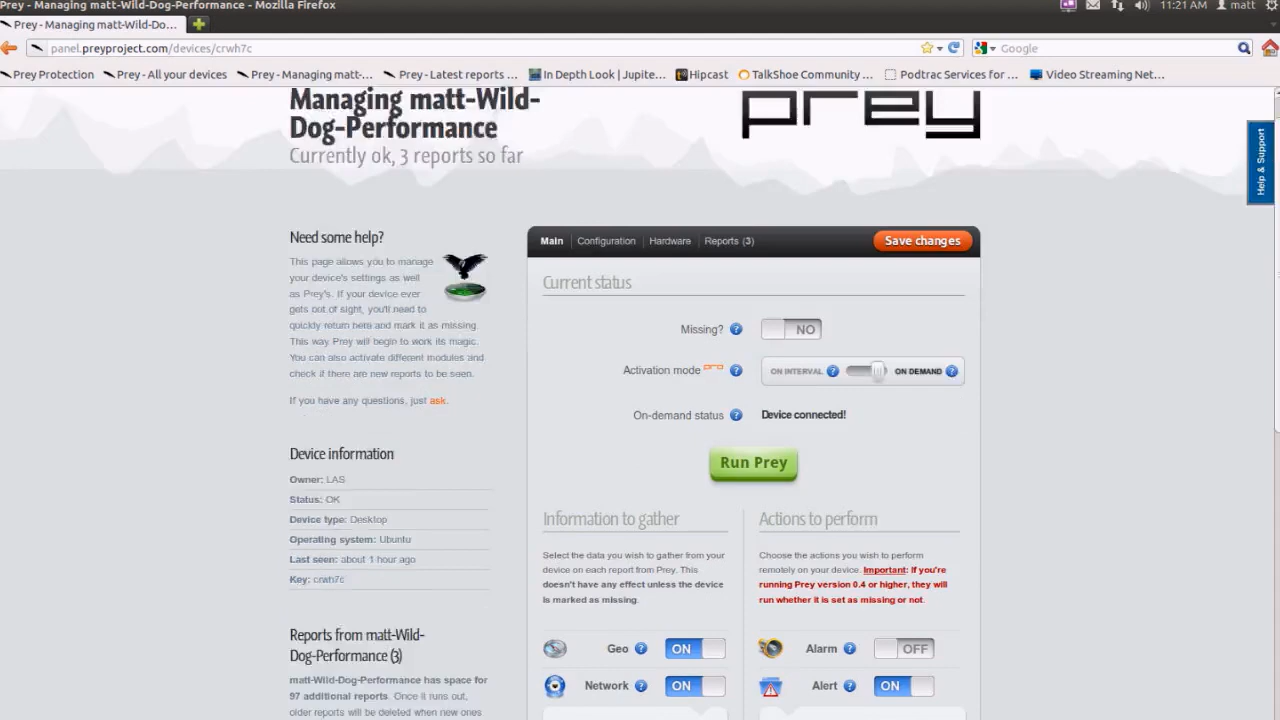 Prey - Managing matt-Wild-Dog-Performance - Mozilla Firefox
11:21 AM
matt
Prey - Managing matt-Wild-Do...
panel.preyproject.com/devices/crwh7c
Google
Prey Protection
Prey - All your devices
Prey - Managing matt-...
Prey - Latest reports ...
In Depth Look | Jupite...
Hipcast
TalkShoe Community ...
Podtrac Services for ...
Video Streaming Net...
Managing matt-Wild-
Dog-Performance
Currently ok, 3 reports so far
prey
Help & Support
Need some help?
This page allows you to manage
your device's settings as well
as Prey's. If your device ever
gets out of sight, you'll need to
quickly return here and mark it as missing.
This way, Prey will begin to work its magic.
You can also activate different modules and
check if there are new reports to be seen.
If you have any questions, just ask.
Device information
Owner: LAS
Status: OK
Device type: Desktop
Operating system: Ubuntu
Last seen: about 1 hour ago
Key: crwh7c
Reports from matt-Wild-
Dog-Performance (3)
matt-Wild-Dog-Performance has space for
97 additional reports. Once it runs out,
older reports will be deleted when new ones
Main
Configuration
Hardware
Reports (3)
Save changes
Current status
Missing? ?
NO
Activation mode pro ?
ON INTERVAL ?
ON DEMAND ?
On-demand status ?
Device connected!
Run Prey
Information to gather
Select the data you wish to gather from your
device on each report from Prey. This
doesn't have any effect unless the device
is marked as missing.
Geo ? ON
Network ? ON
Actions to perform
Choose the actions you wish to perform
remotely on your device. Important: If you're
running Prey version 0.4 or higher, they will
run whether it is set as missing or not.
Alarm ? OFF
Alert ? ON